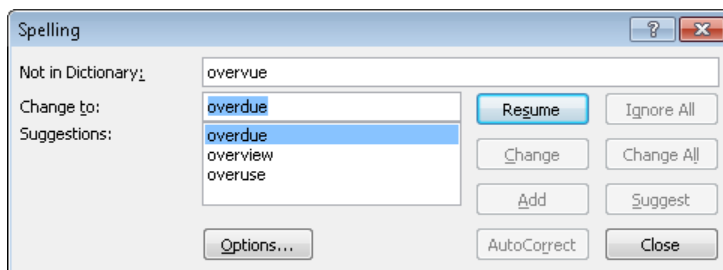 Spelling
?
Not in Dictionary: overvue
Change to: overdue Resume Ignore All
Suggestions: overdue
overview Change Change All
overuse
Add Suggest
Options... AutoCorrect Close